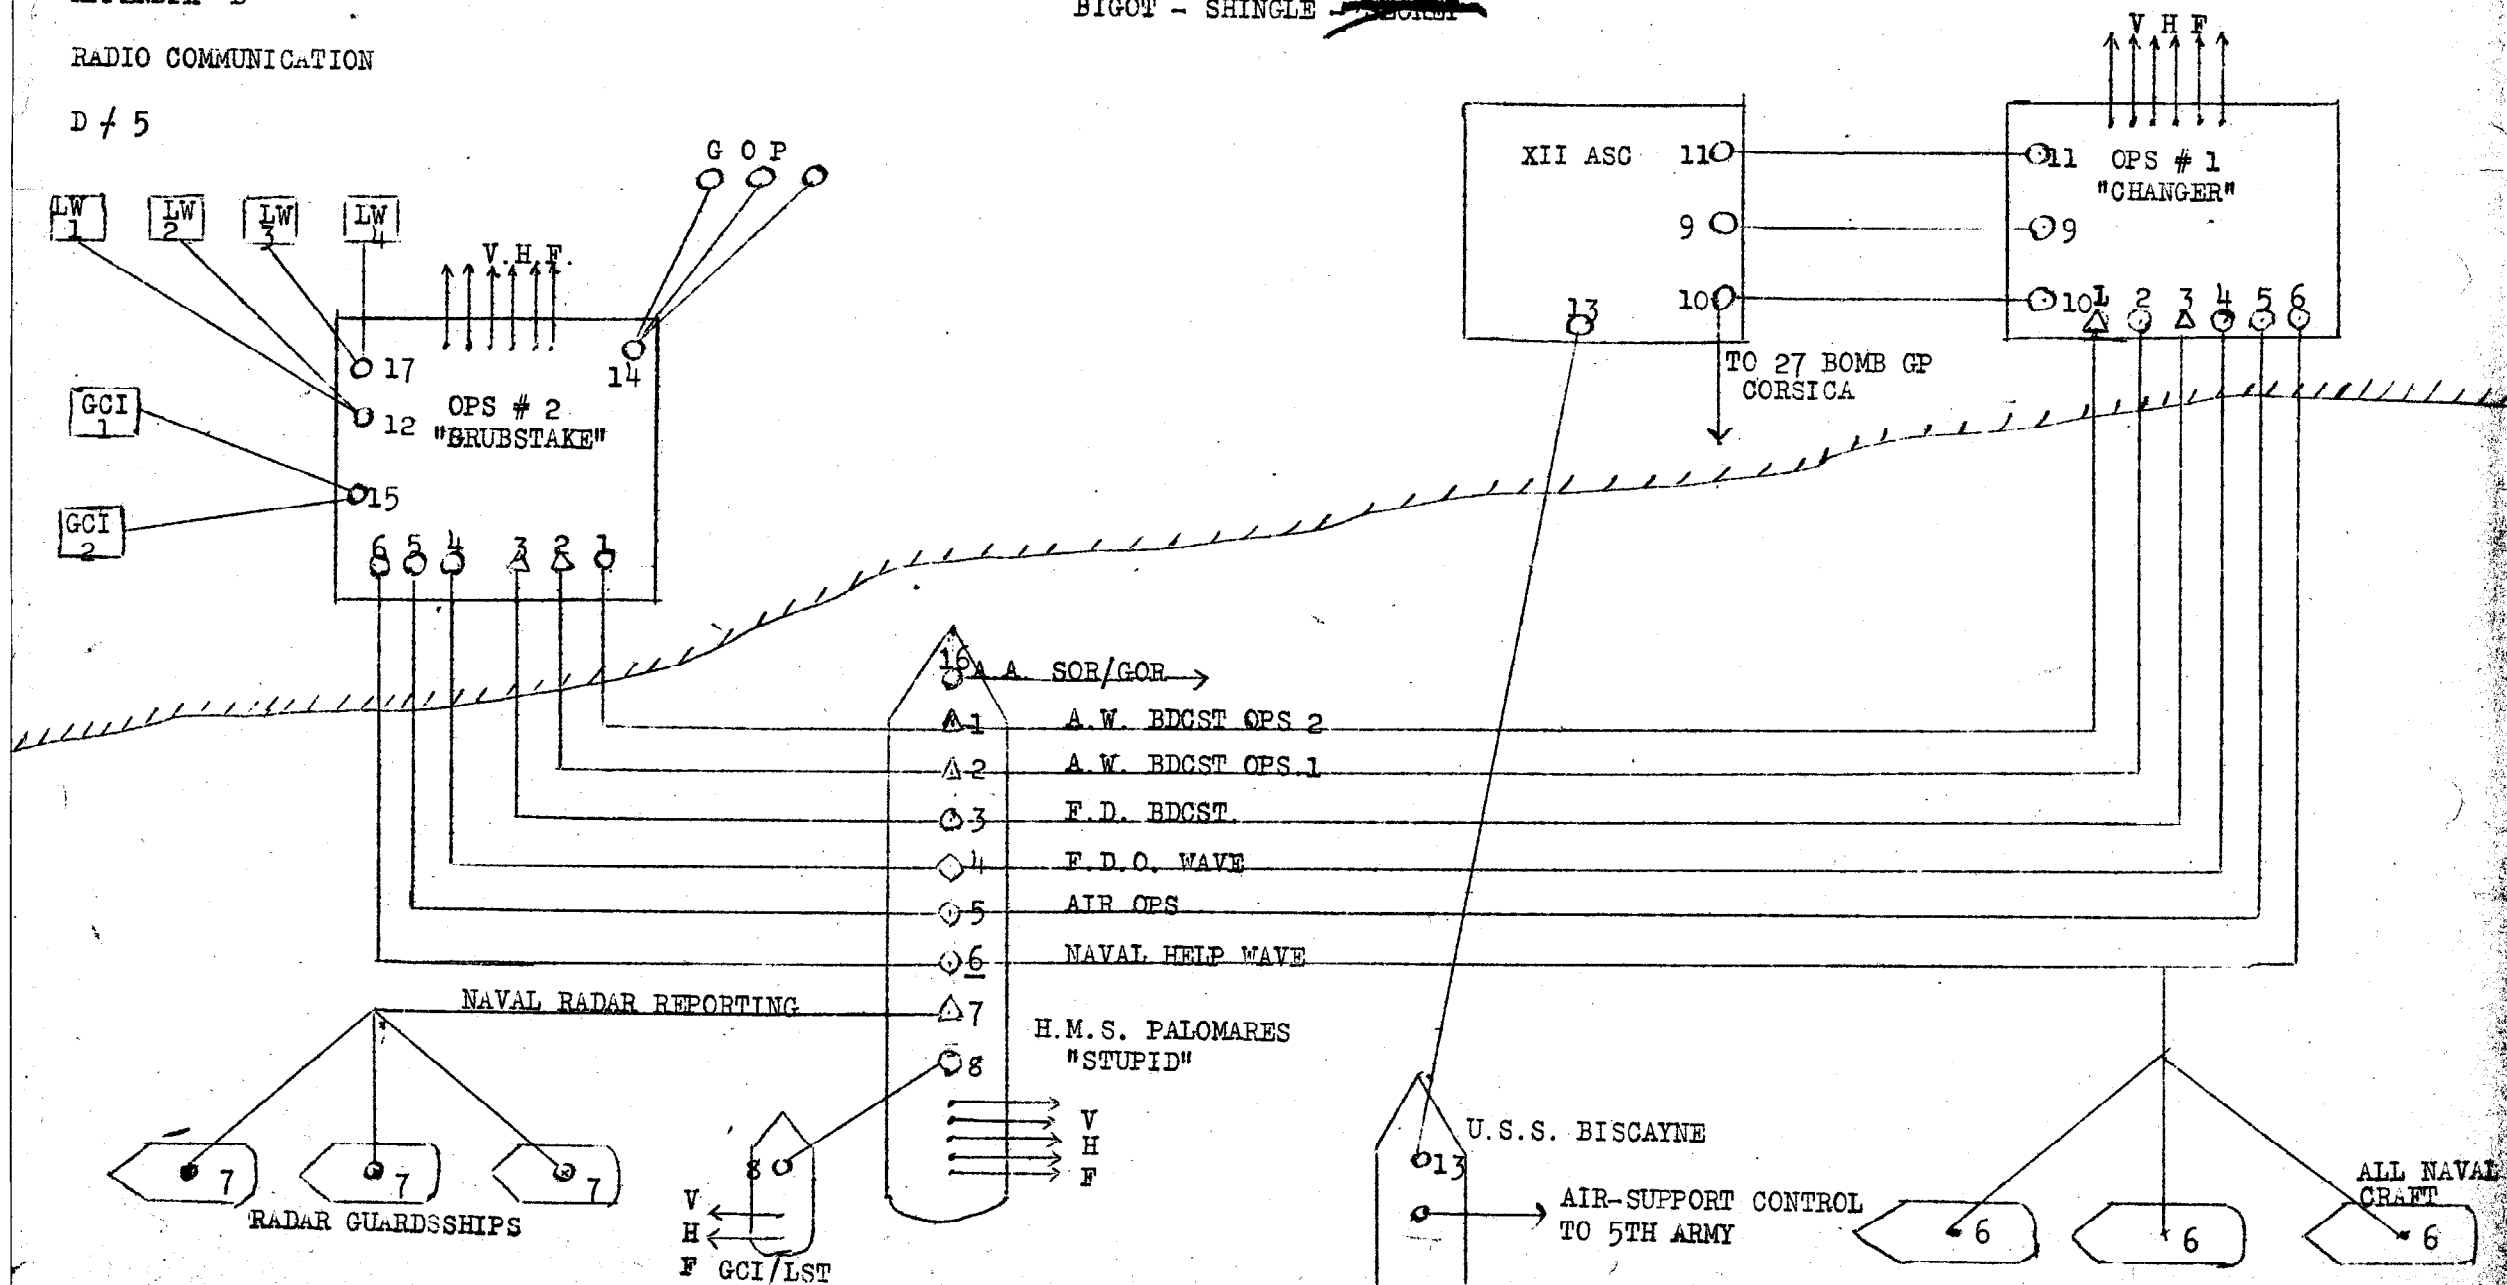 APPENDIX D
BIGOT - SHINGLE - SECRET
RADIO COMMUNICATION
D/5
V H F
G O P
XII ASC
11
11
OPS # 1
"CHANGER"
9
9
10
10
13
1 2 3 4 5 6
LW
1
LW
2
LW
3
LW
4
V.H.F.
17
14
12
OPS # 2
"GRUBSTAKE"
GCI
1
15
GCI
2
6 5 4 3 2 1
TO 27 BOMB GP
CORSICA
16
A.A. SOR/GOR
1 A.W. BDCST OPS 2
2 A.W. BDCST OPS 1
3 F.D. BDCST.
4 F.D.O. WAVE
5 AIR OPS
6 NAVAL HELP WAVE
NAVAL RADAR REPORTING
7
H.M.S. PALOMARES
"STUPID"
8
V
H
F
7
7
7
RADAR GUARDSSHIPS
8
V
H
F
GCI/LST
U.S.S. BISCAYNE
13
AIR-SUPPORT CONTROL
TO 5TH ARMY
ALL NAVAL
CRAFT
6
6
6